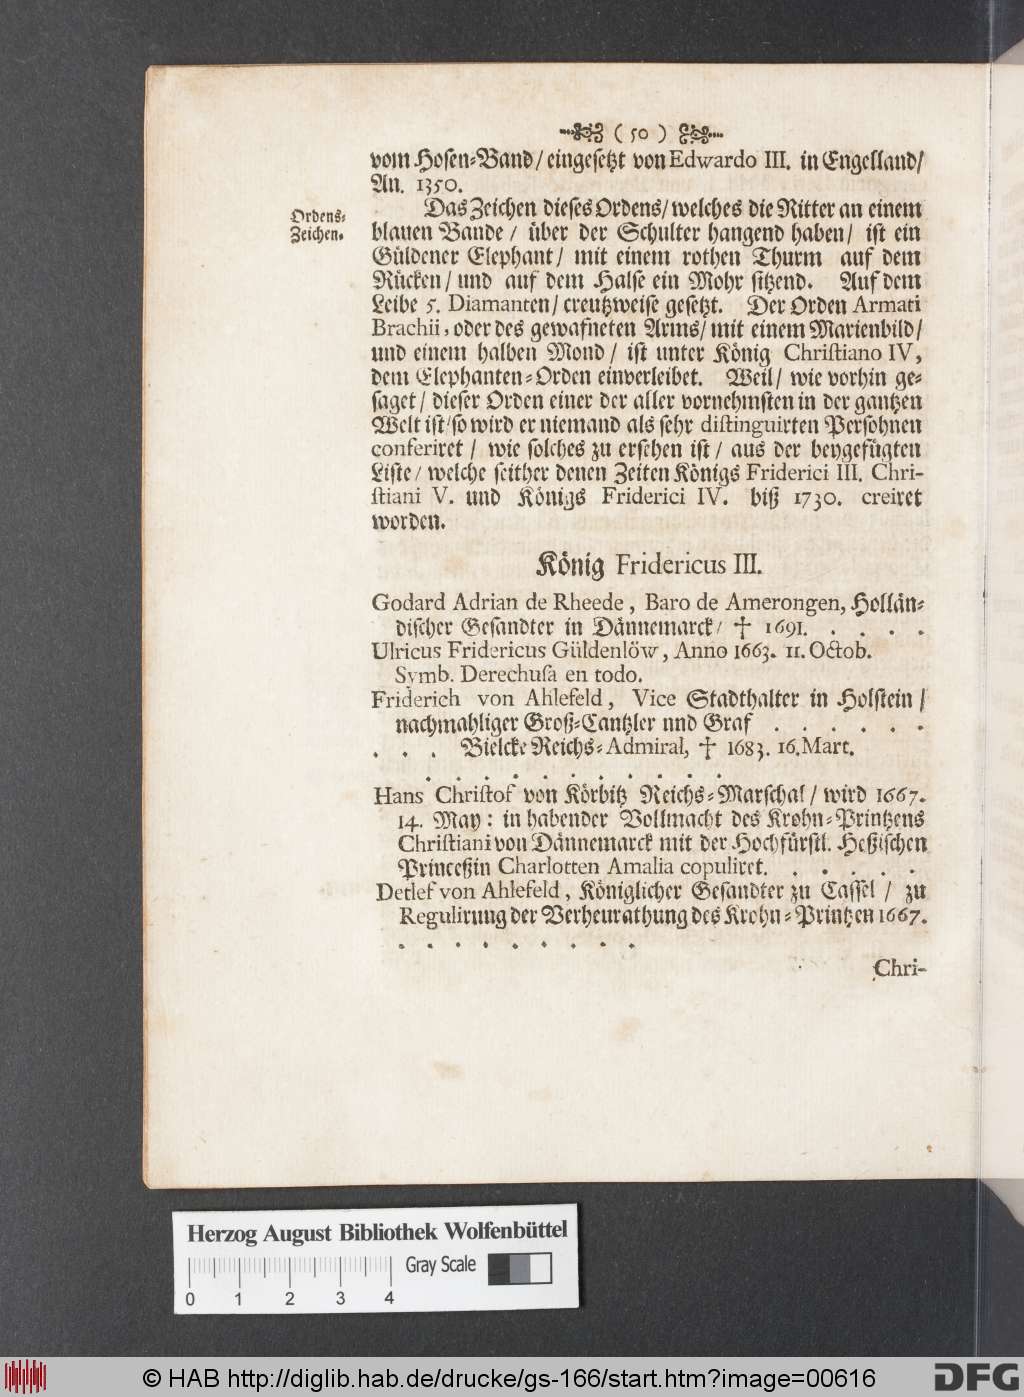 ( 50 )
vom Hosen-Band / eingesetzt von Edwardo III. in Engelland /
An. 1350.
Ordens-
Zeichen.
Das Zeichen dieses Ordens / welches die Ritter an einem
blauen Bande / über der Schulter hangend haben / ist ein
Güldener Elephant / mit einem rothen Thurm auf dem
Rücken / und auf dem Halse ein Mohr sitzend. Auf dem
Leibe 5. Diamanten / creutzweise gesetzt. Der Orden Armati
Brachii, oder des gewafneten Arms / mit einem Marienbild /
und einem halben Mond / ist unter König Christiano IV,
dem Elephanten-Orden einverleibet. Weil / wie vorhin ge-
saget / dieser Orden einer der aller vornehmsten in der gantzen
Welt ist / so wird er niemand als sehr distinguirten Persohnen
conferiret / wie solches zu ersehen ist / aus der beygefügten
Liste / welche seither denen Zeiten Königs Friderici III. Chri-
stiani V. und Königs Friderici IV. biß 1730. creiret
worden.
König Fridericus III.
Godard Adrian de Rheede, Baro de Amerongen, Hollän-
discher Gesandter in Dännemarck / † 1691. . . . .
Ulricus Fridericus Güldenlöw, Anno 1663. 11. Octob.
Symb. Derechusa en todo.
Friderich von Ahlefeld, Vice Stadthalter in Holstein /
nachmahliger Groß-Cantzler und Graf . . . . . .
. . . Bielcke Reichs-Admiral, † 1683. 16. Mart.
. . . . . . . . . . .
Hans Christof von Körbitz Reichs-Marschal / wird 1667.
14. May: in habender Vollmacht des Krohn-Printzens
Christiani von Dännemarck mit der Hochfürstl. Heßischen
Princeßin Charlotten Amalia copuliret. . . . . .
Detlef von Ahlefeld, Königlicher Gesandter zu Cassel / zu
Regulirung der Verheurathung des Krohn-Printzen 1667.
. . . . . . . . .
Chri-
Herzog August Bibliothek Wolfenbüttel
Gray Scale
0 1 2 3 4
© HAB http://diglib.hab.de/drucke/gs-166/start.htm?image=00616
DFG